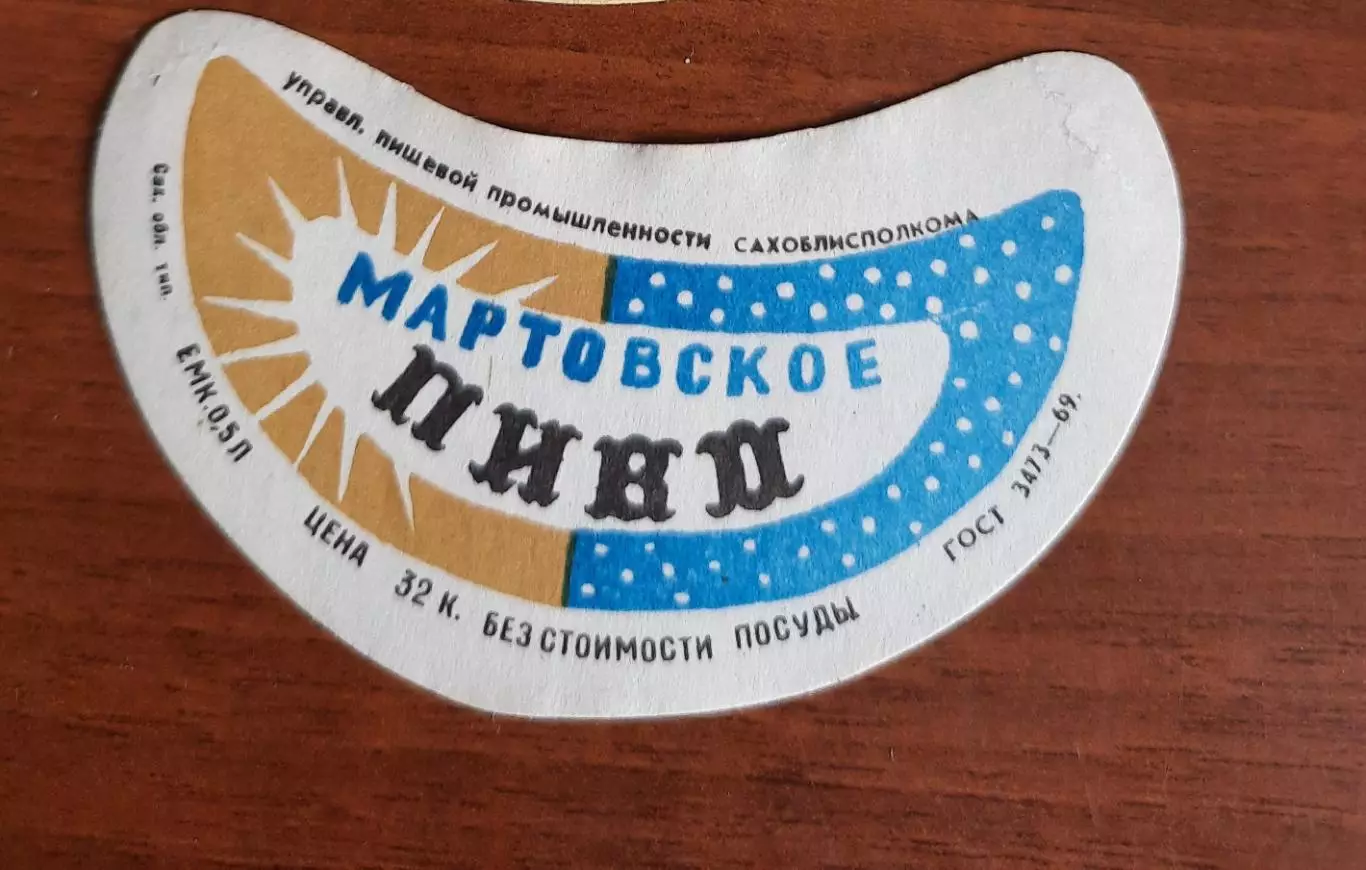 управл. пищевой промышленности САХОБЛИСПОЛКОМА
МАРТОВСКОЕ
ПИВО
Сах. обл. тип.
ЕМК. 0,5 Л ЦЕНА 32 К. БЕЗ СТОИМОСТИ ПОСУДЫ ГОСТ 3473—69.